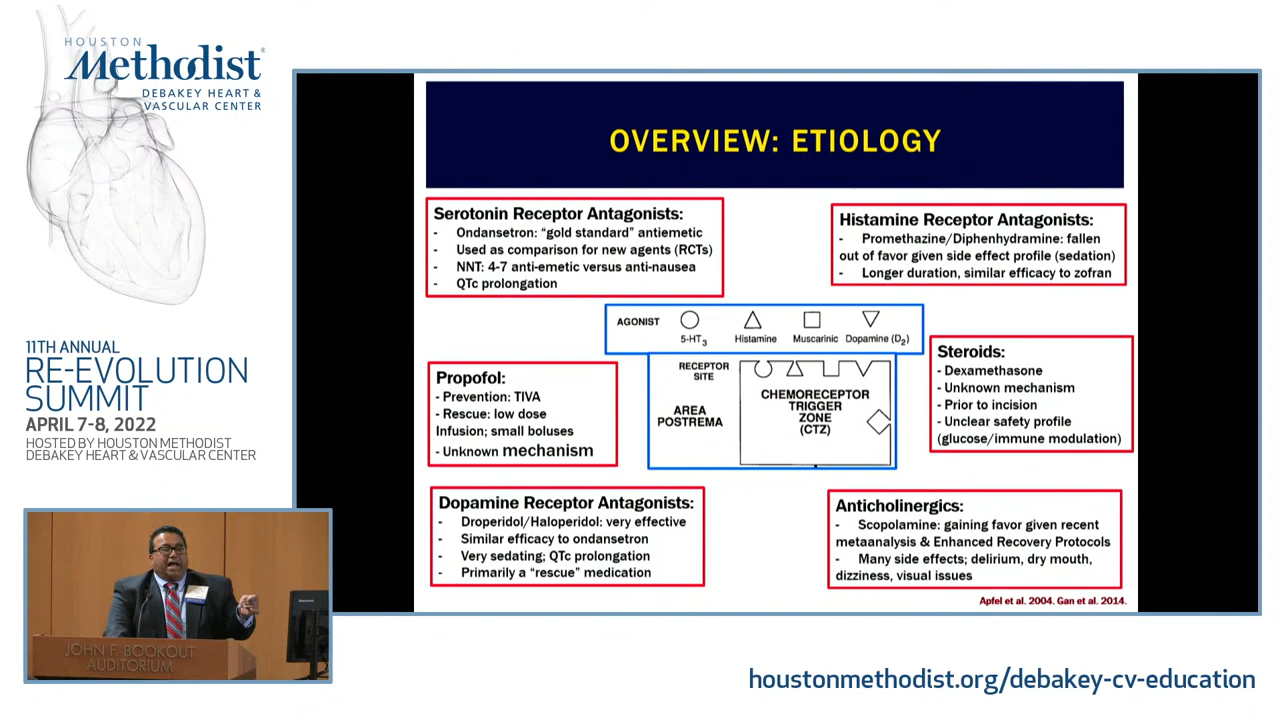 HOUSTON
Methodist®
DEBAKEY HEART &
VASCULAR CENTER
11TH ANNUAL
RE-EVOLUTION
SUMMIT
APRIL 7-8, 2022
HOSTED BY HOUSTON METHODIST
DEBAKEY HEART & VASCULAR CENTER
OVERVIEW: ETIOLOGY
Serotonin Receptor Antagonists:
- Ondansetron: “gold standard” antiemetic
- Used as comparison for new agents (RCTs)
- NNT: 4-7 anti-emetic versus anti-nausea
- QTc prolongation
Histamine Receptor Antagonists:
- Promethazine/Diphenhydramine: fallen
out of favor given side effect profile (sedation)
- Longer duration, similar efficacy to zofran
AGONIST
5-HT3 Histamine Muscarinic Dopamine (D2)
RECEPTOR
SITE
AREA
POSTREMA
CHEMORECEPTOR
TRIGGER
ZONE
(CTZ)
Propofol:
- Prevention: TIVA
- Rescue: low dose
Infusion; small boluses
- Unknown mechanism
Steroids:
- Dexamethasone
- Unknown mechanism
- Prior to incision
- Unclear safety profile
(glucose/immune modulation)
Dopamine Receptor Antagonists:
- Droperidol/Haloperidol: very effective
- Similar efficacy to ondansetron
- Very sedating; QTc prolongation
- Primarily a “rescue” medication
Anticholinergics:
- Scopolamine: gaining favor given recent
metaanalysis & Enhanced Recovery Protocols
- Many side effects; delirium, dry mouth,
dizziness, visual issues
Apfel et al. 2004. Gan et al. 2014.
JOHN F. BOOKOUT
AUDITORIUM
houstonmethodist.org/debakey-cv-education